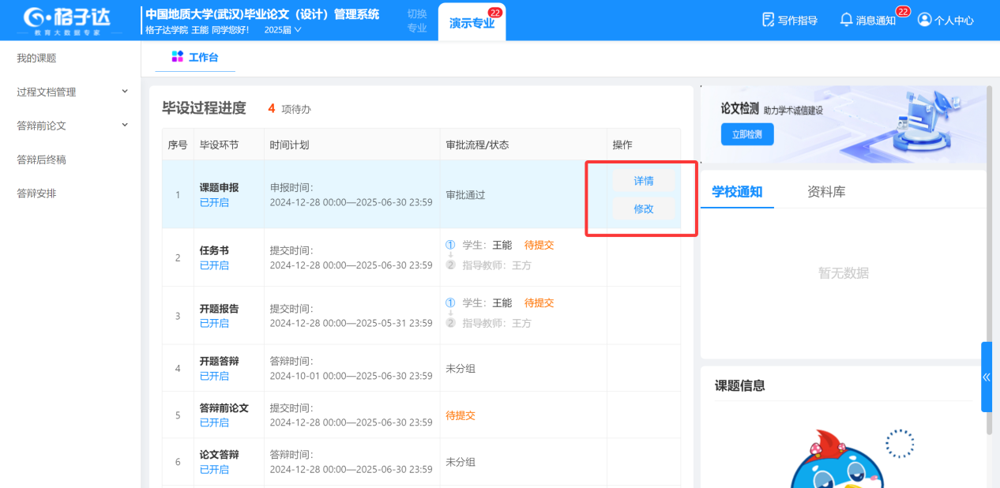 格子达
教育大数据专家
中国地质大学(武汉)毕业论文（设计）管理系统
格子达学院 王能 同学您好!
2025届
切换
专业
演示专业
22
写作指导
消息通知
22
个人中心
我的课题
过程文档管理
答辩前论文
答辩后终稿
答辩安排
工作台
毕设过程进度
4 项待办
序号
毕设环节
时间计划
审批流程/状态
操作
1
课题申报
已开启
申报时间：
2024-12-28 00:00—2025-06-30 23:59
审批通过
详情
修改
2
任务书
已开启
提交时间：
2024-12-28 00:00—2025-06-30 23:59
① 学生：王能 待提交
② 指导教师：王方
3
开题报告
已开启
提交时间：
2024-12-28 00:00—2025-05-31 23:59
① 学生：王能 待提交
② 指导教师：王方
4
开题答辩
已开启
答辩时间：
2024-10-01 00:00—2025-06-30 23:59
未分组
5
答辩前论文
已开启
提交时间：
2024-12-28 00:00—2025-06-30 23:59
待提交
6
论文答辩
已开启
答辩时间：
2024-12-28 00:00—2025-06-30 23:59
未分组
论文检测 助力学术诚信建设
立即检测
学校通知
资料库
暂无数据
课题信息